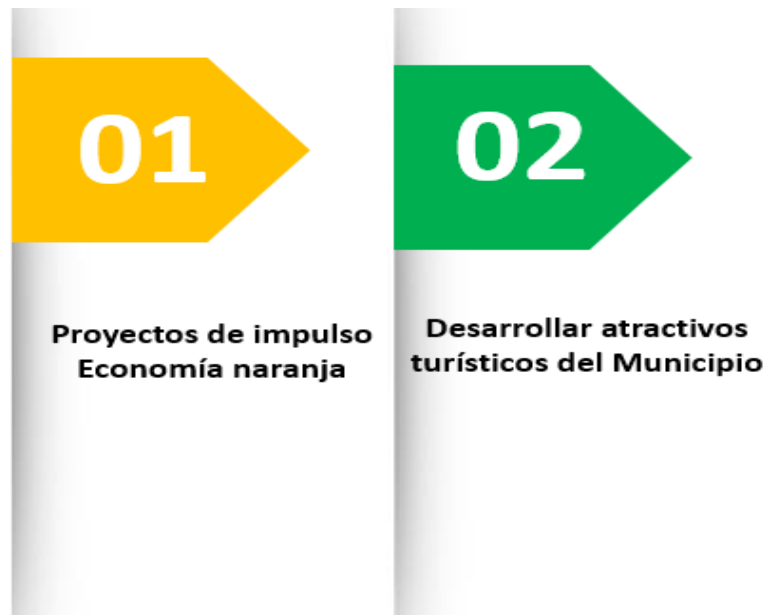 01
Proyectos de impulso
Economía naranja
02
Desarrollar atractivos
turísticos del Municipio